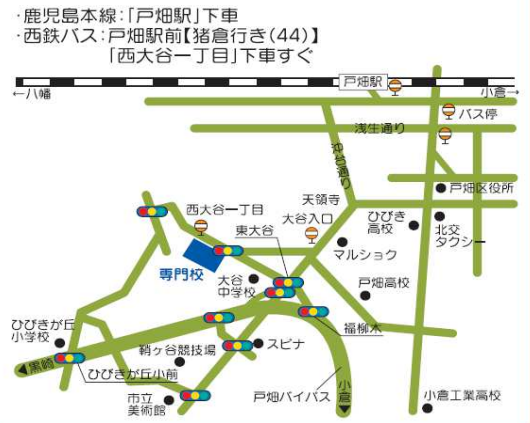 ・鹿児島本線:「戸畑駅」下車
・西鉄バス:戸畑駅前【猪倉行き(44)】
「西大谷一丁目」下車すぐ
戸畑駅
←八幡
小倉→
バス停
浅生通り
天籟寺
戸畑区役所
西大谷一丁目
大谷入口
東大谷
ひびき
高校
北交
タクシー
マルショク
専門校
大谷
中学校
戸畑高校
福柳木
ひびきが丘
小学校
鞘ヶ谷競技場
スピナ
黒崎
ひびきが丘小前
市立
美術館
戸畑バイパス
小倉
小倉工業高校